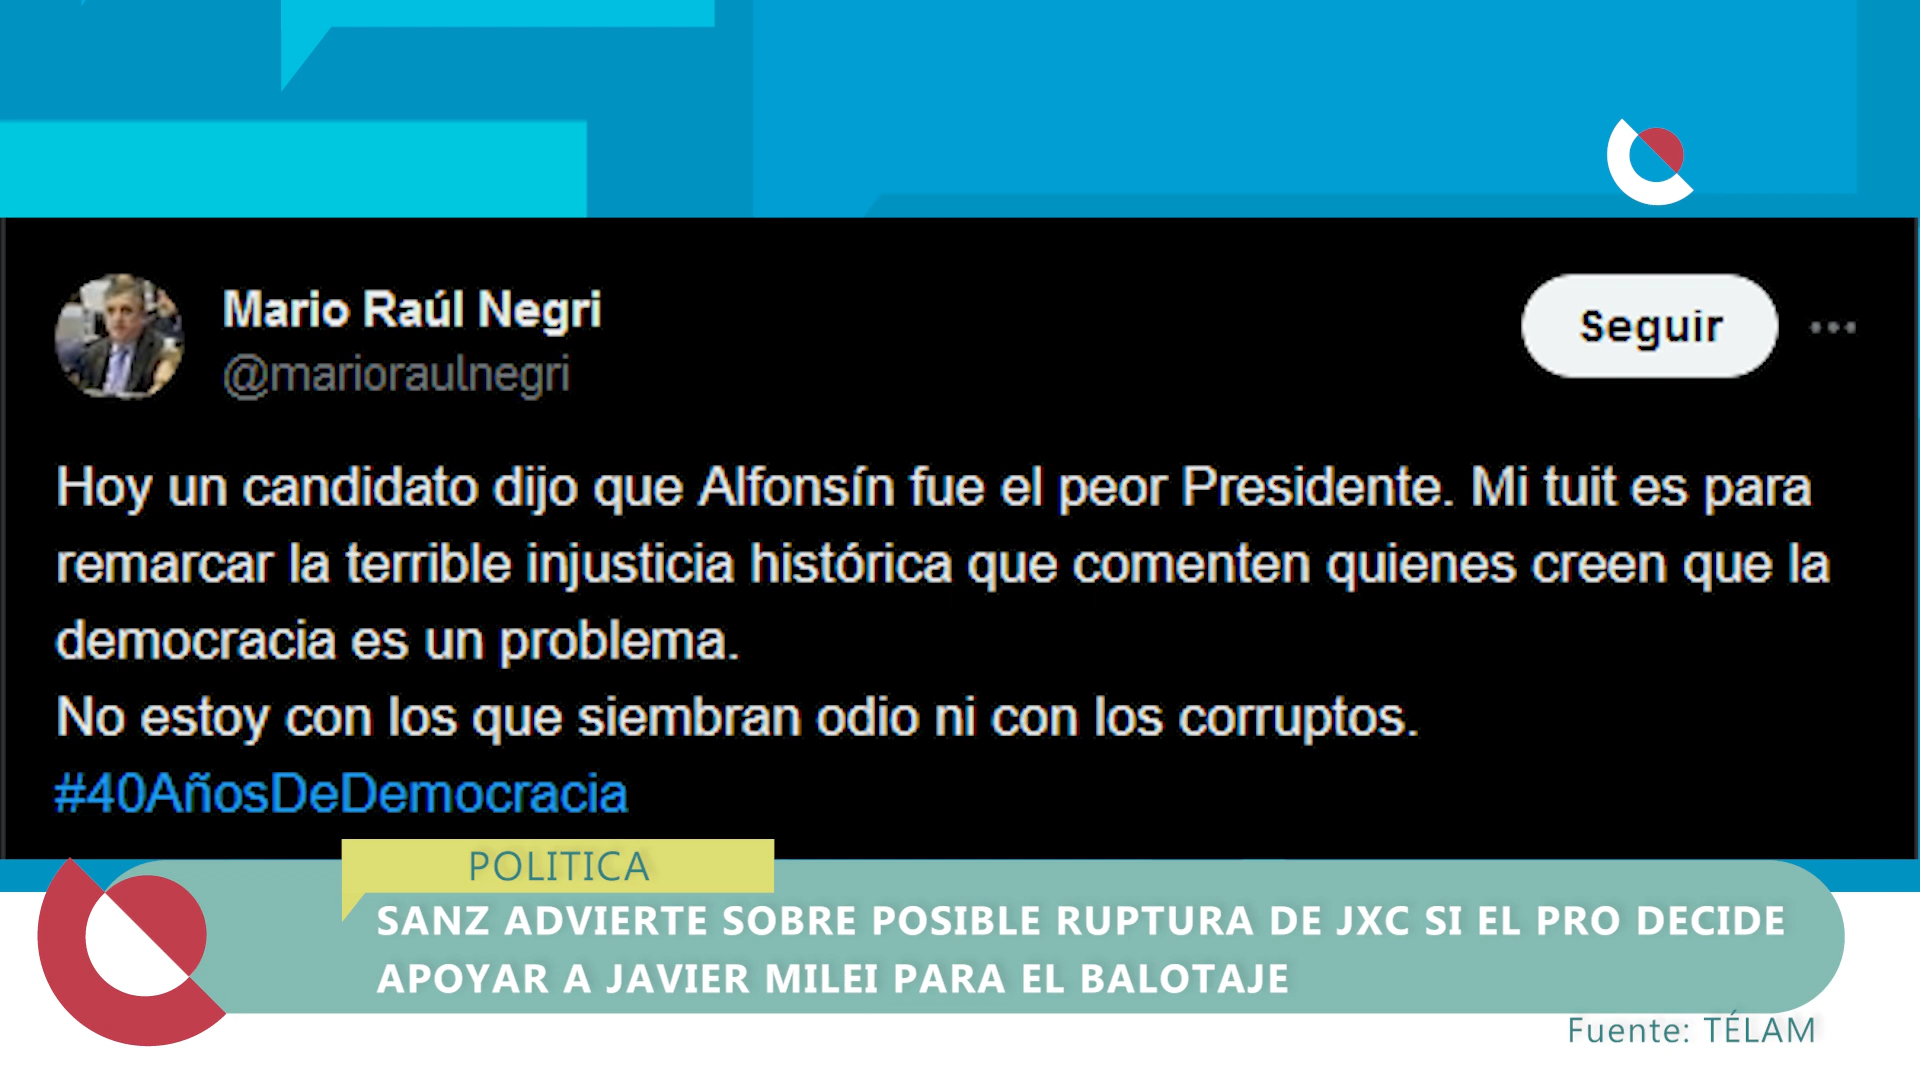 Mario Raúl Negri
@marioraulnegri
Seguir
Hoy un candidato dijo que Alfonsín fue el peor Presidente. Mi tuit es para
remarcar la terrible injusticia histórica que comenten quienes creen que la
democracia es un problema.
No estoy con los que siembran odio ni con los corruptos.
#40AñosDeDemocracia
POLITICA
SANZ ADVIERTE SOBRE POSIBLE RUPTURA DE JXC SI EL PRO DECIDE
APOYAR A JAVIER MILEI PARA EL BALOTAJE
Fuente: TÉLAM